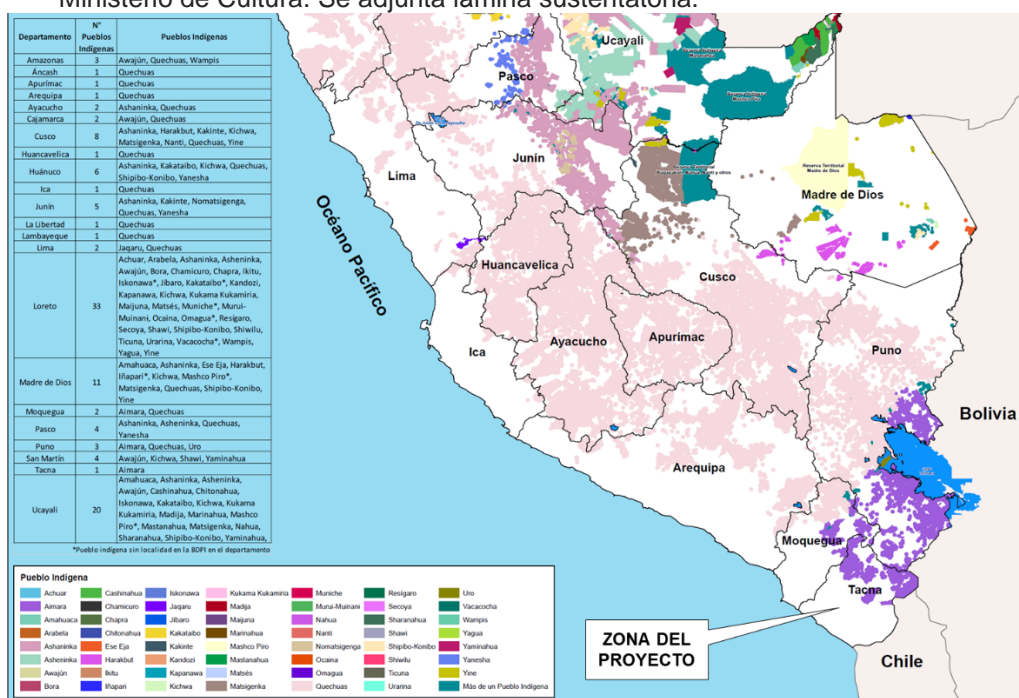 Ministerio de Cultura. Se adjunta lámina sustentatoria.
Departamento N° Pueblos Indígenas Pueblos Indígenas
Amazonas 3 Awajún, Quechuas, Wampis
Áncash 1 Quechuas
Apurímac 1 Quechuas
Arequipa 1 Quechuas
Ayacucho 2 Ashaninka, Quechuas
Cajamarca 2 Awajún, Quechuas
Cusco 8 Ashaninka, Harakbut, Kakinte, Kichwa,
Matsigenka, Nanti, Quechuas, Yine
Huancavelica 1 Quechuas
Huánuco 6 Ashaninka, Kakataibo, Kichwa, Quechuas,
Shipibo-Konibo, Yanesha
Ica 1 Quechuas
Junín 5 Ashaninka, Kakinte, Nomatsigenga,
Quechuas, Yanesha
La Libertad 1 Quechuas
Lambayeque 1 Quechuas
Lima 2 Jaqaru, Quechuas
Loreto 33 Achuar, Arabela, Ashaninka, Asheninka,
Awajún, Bora, Chamicuro, Chapra, Ikitu,
Iskonawa*, Jíbaro, Kakataibo*, Kandozi,
Kapanawa, Kichwa, Kukama Kukamiria,
Maijuna, Matsés, Muniche*, Murui-
Muinani, Ocaina, Omagua*, Resígaro,
Secoya, Shawi, Shipibo-Konibo, Shiwilu,
Ticuna, Urarina, Vacacocha*, Wampis,
Yagua, Yine
Madre de Dios 11 Amahuaca, Ashaninka, Ese Eja, Harakbut,
Iñapari*, Kichwa, Mashco Piro*,
Matsigenka, Quechuas, Shipibo-Konibo,
Yine
Moquegua 2 Aimara, Quechuas
Pasco 4 Ashaninka, Asheninka, Quechuas,
Yanesha
Puno 3 Aimara, Quechuas, Uro
San Martín 4 Awajún, Kichwa, Shawi, Yaminahua
Tacna 1 Aimara
Ucayali 20 Amahuaca, Ashaninka, Asheninka,
Awajún, Cashinahua, Chitonahua,
Iskonawa, Kakataibo, Kichwa, Kukama
Kukamiria, Madija, Marinahua, Mashco
Piro*, Mastanahua, Matsigenka, Nahua,
Sharanahua, Shipibo-Konibo, Yaminahua,
*Pueblo indígena sin localidad en la BDPI en el departamento
Ucayali
Pasco
Junín
Lima
Reserva Territorial
Madre de Dios
Madre de Dios
Océano Pacífico
Huancavelica
Cusco
Ica
Ayacucho
Apurímac
Puno
Bolivia
Arequipa
Moquegua
Tacna
ZONA DEL
PROYECTO
Chile
Pueblo Indígena
Achuar Cashinahua Iskonawa Kukama Kukamiria Muniche Resígaro Uro
Aimara Chamicuro Jaqaru Madija Murui-Muinani Secoya Vacacocha
Amahuaca Chapra Jíbaro Maijuna Nahua Sharanahua Wampis
Arabela Chitonahua Kakataibo Marinahua Nanti Shawi Yagua
Ashaninka Ese Eja Kakinte Mashco Piro Nomatsigenga Shipibo-Konibo Yaminahua
Asheninka Harakbut Kandozi Mastanahua Ocaina Shiwilu Yanesha
Awajún Ikitu Kapanawa Matsés Omagua Ticuna Yine
Bora Iñapari Kichwa Matsigenka Quechuas Urarina Más de un Pueblo Indígena